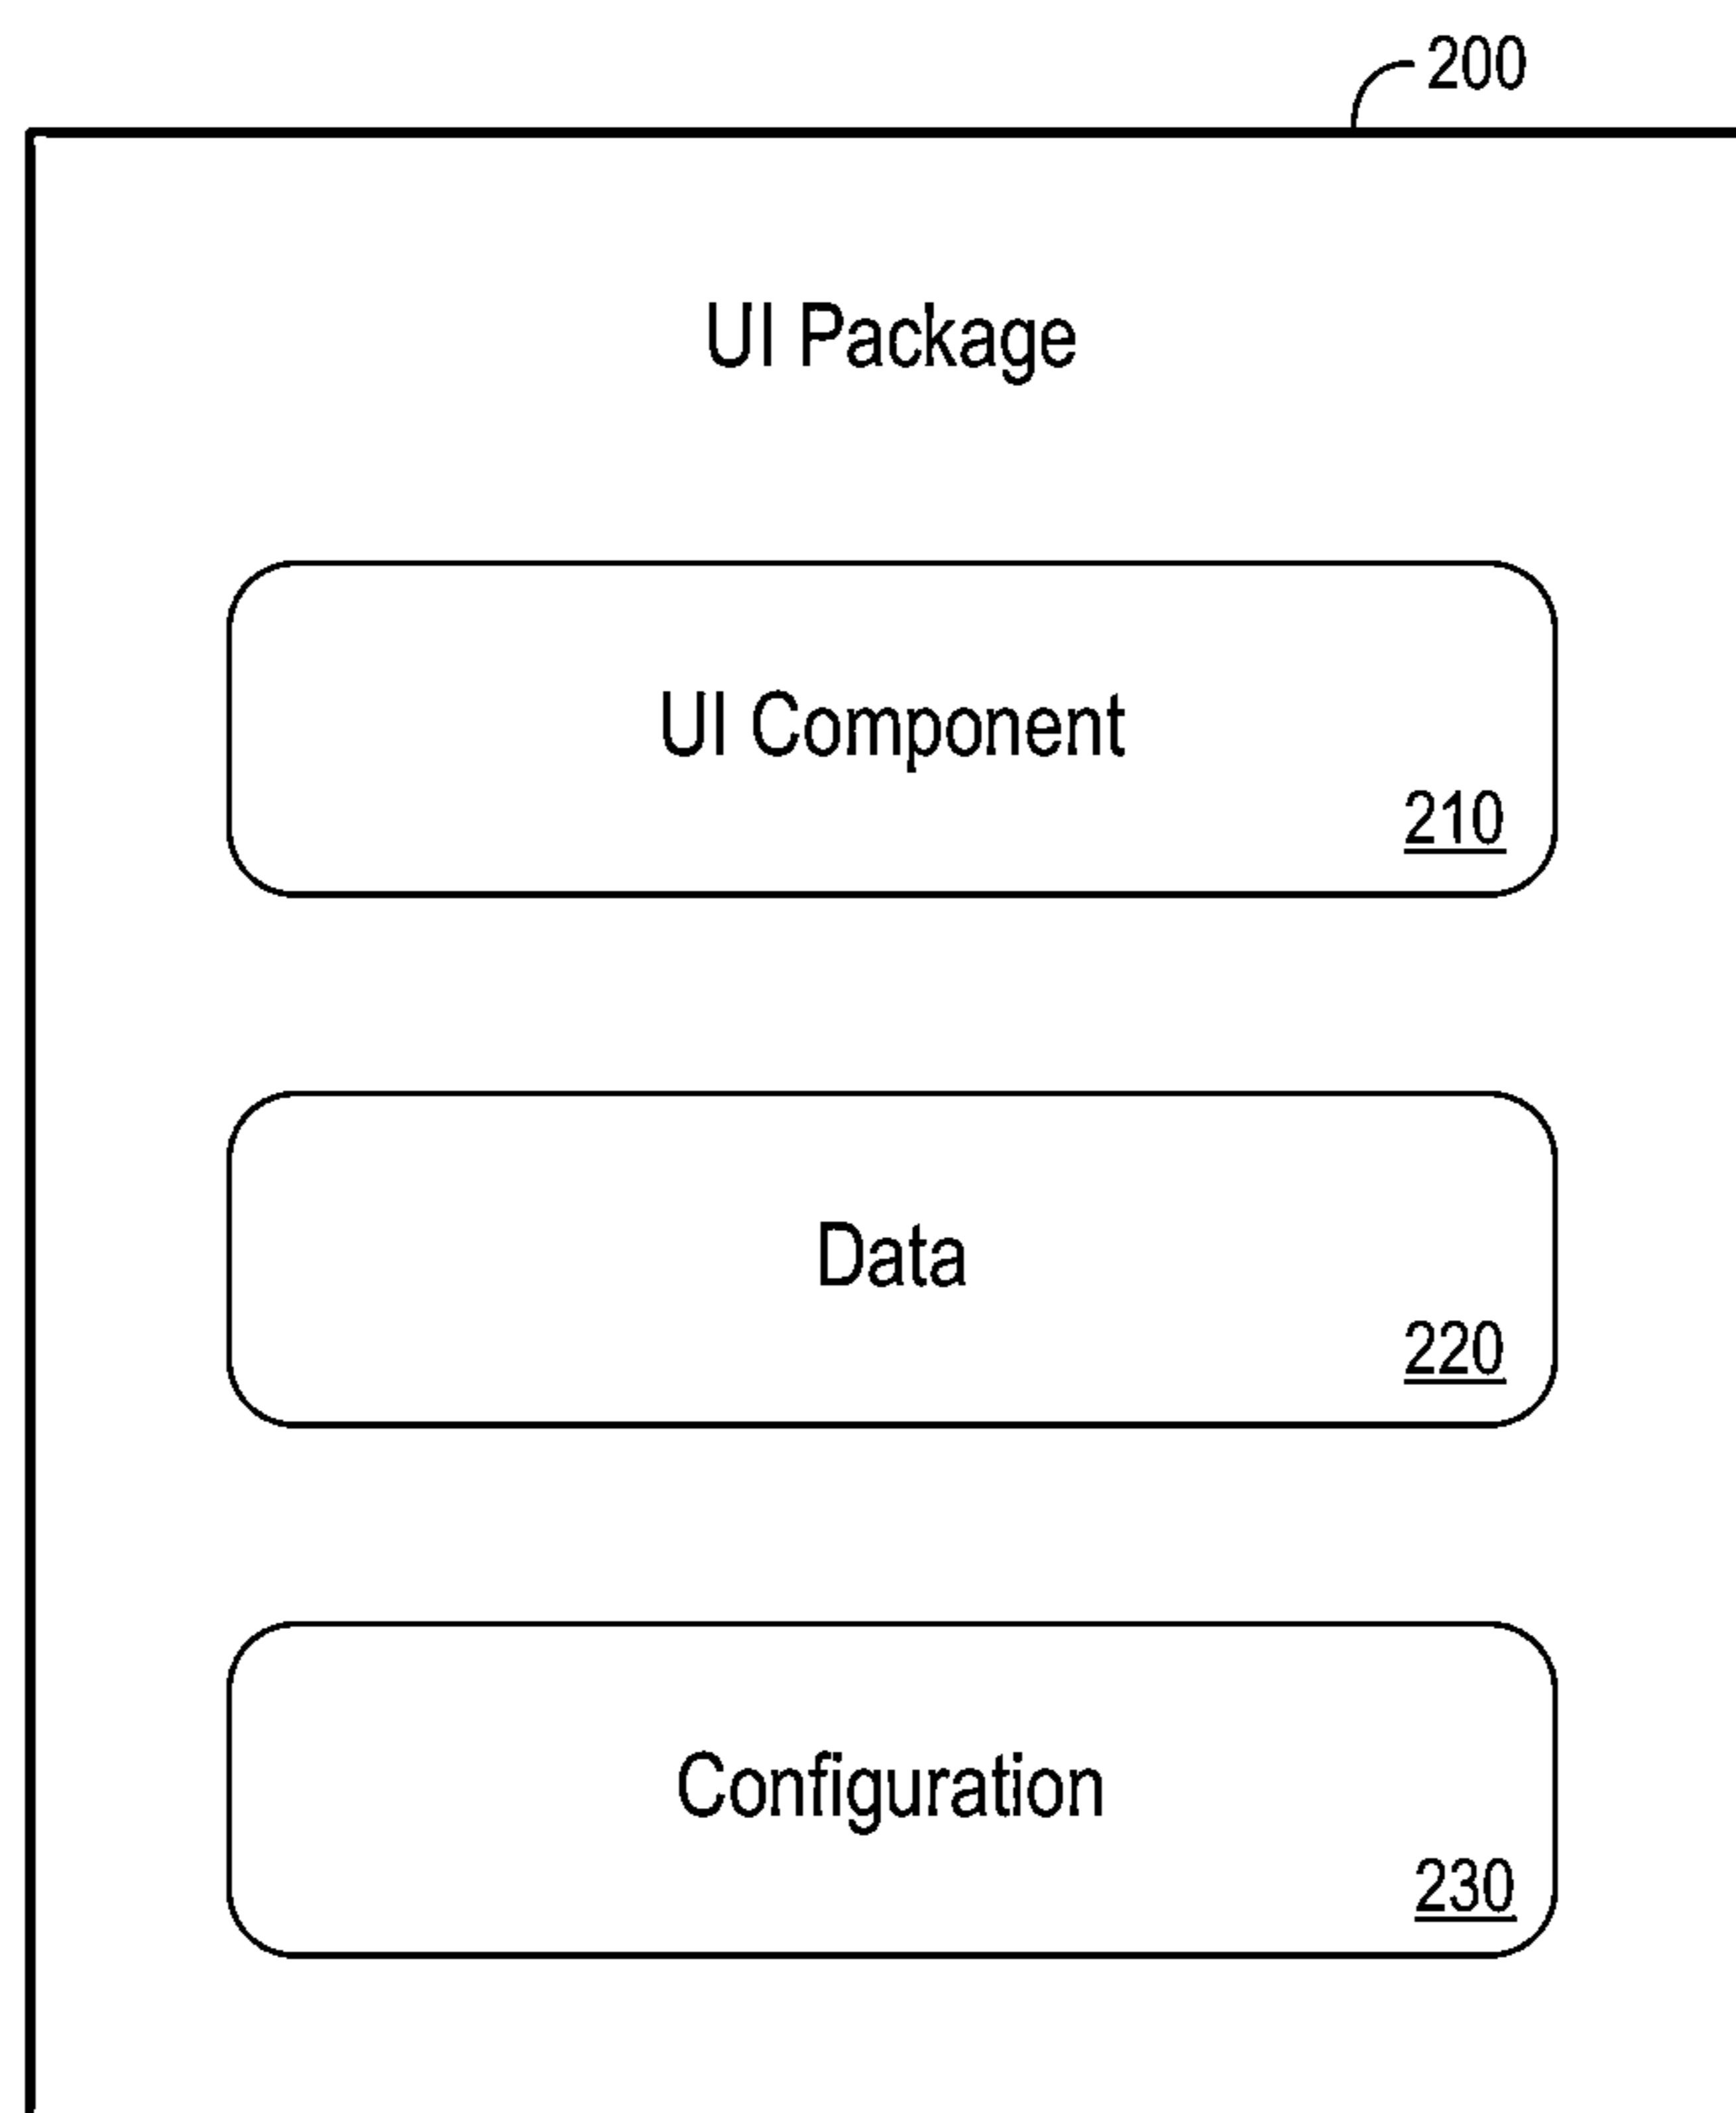 200
UI Package
UI Component
210
Data
220
Configuration
230